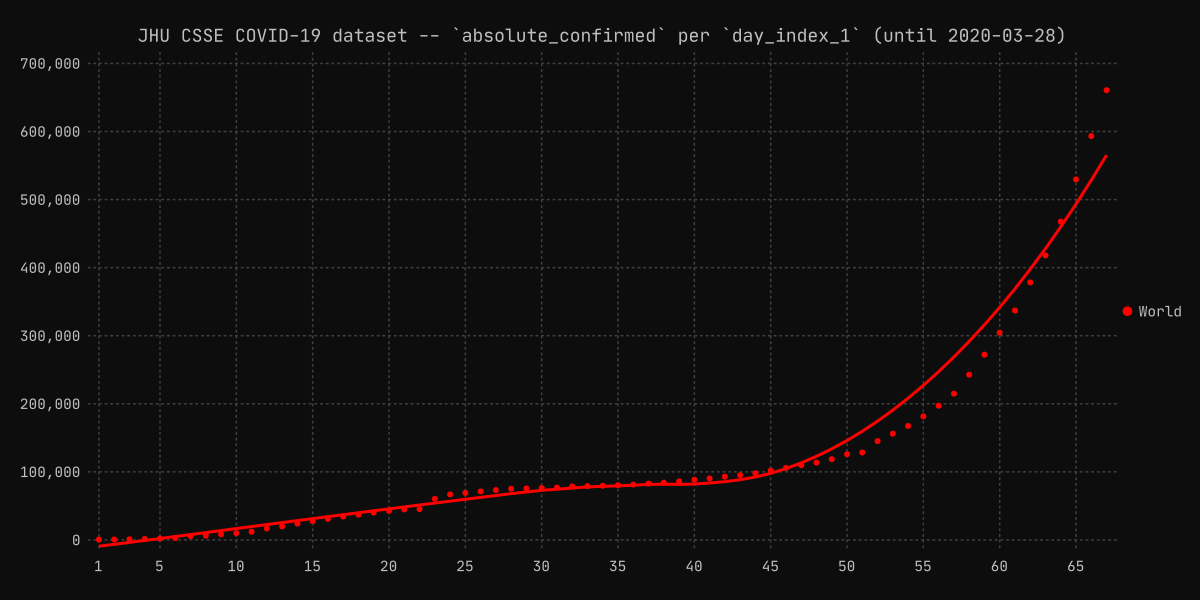 JHU CSSE COVID-19 dataset -- `absolute_confirmed` per `day_index_1` (until 2020-03-28)
700,000
600,000
500,000
400,000
300,000
200,000
100,000
0
World
1 5 10 15 20 25 30 35 40 45 50 55 60 65